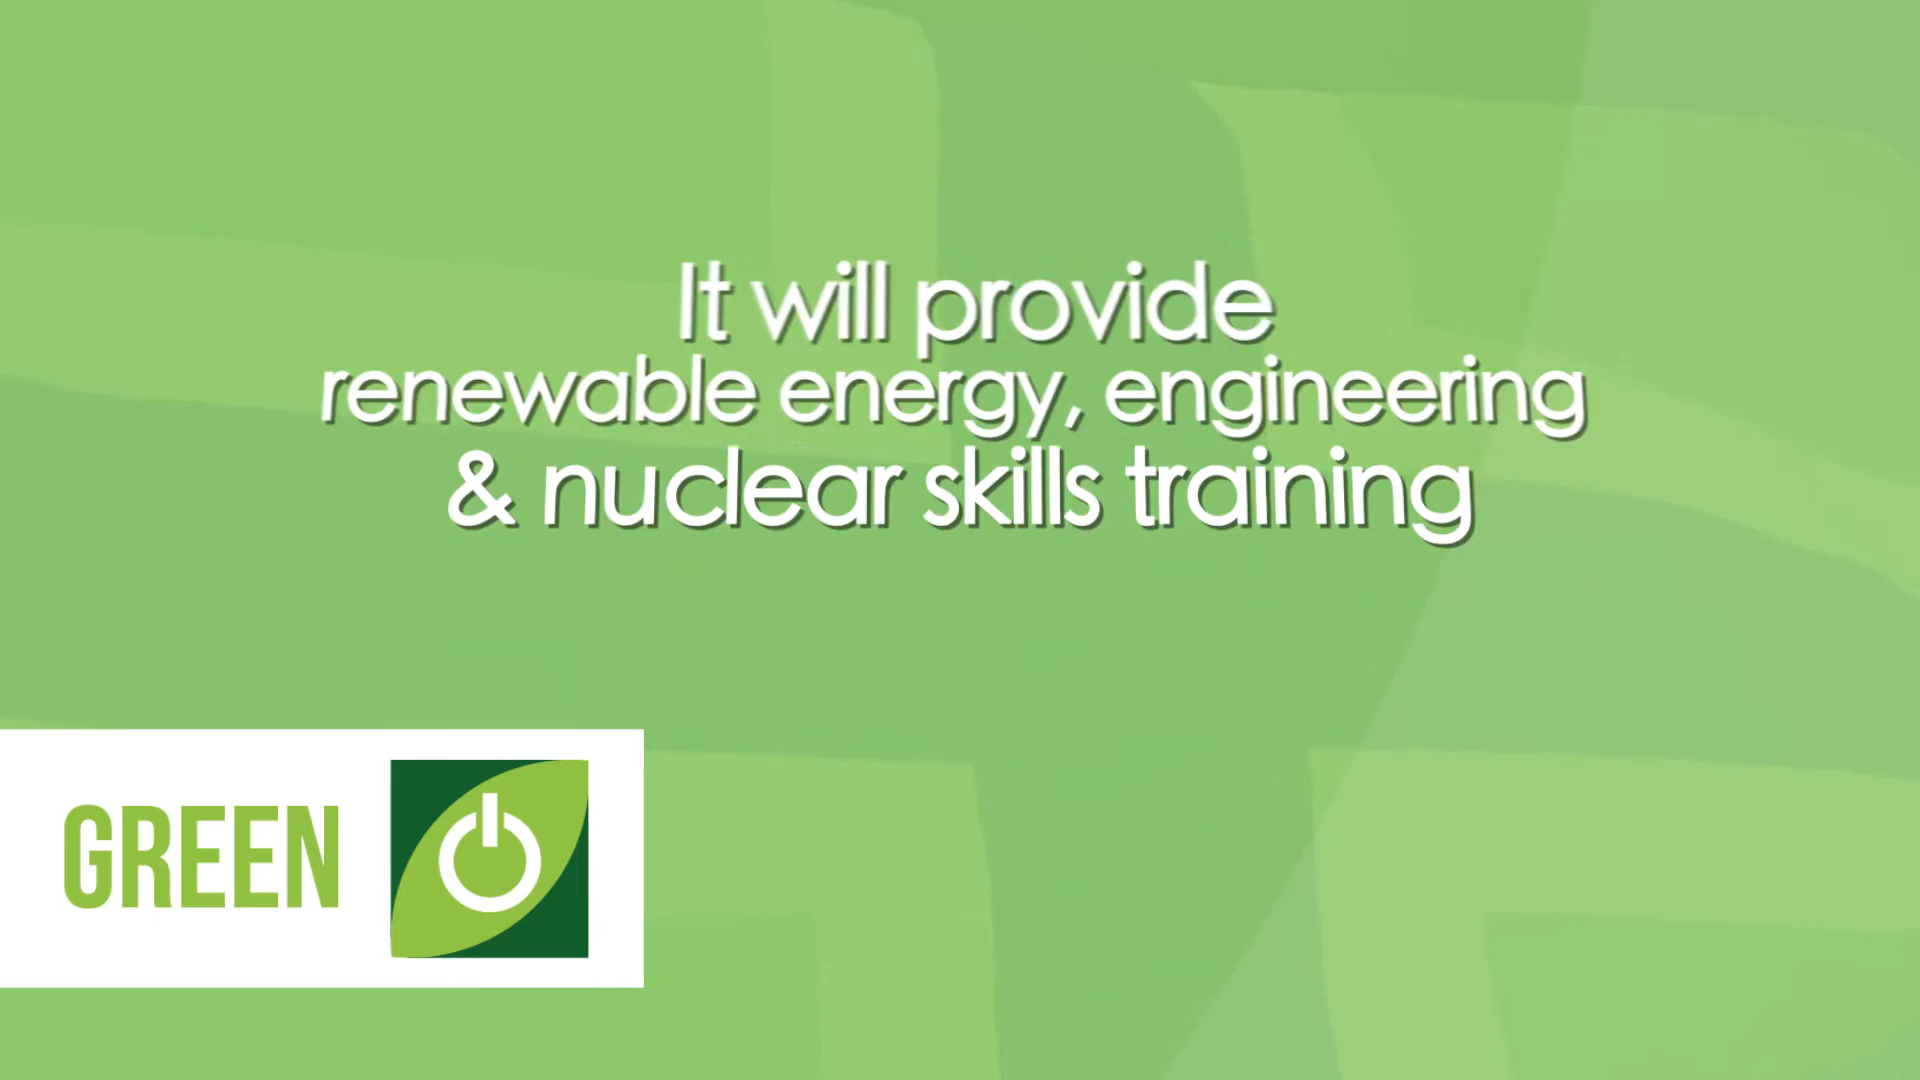 It will provide
renewable energy, engineering
& nuclear skills training
GREEN